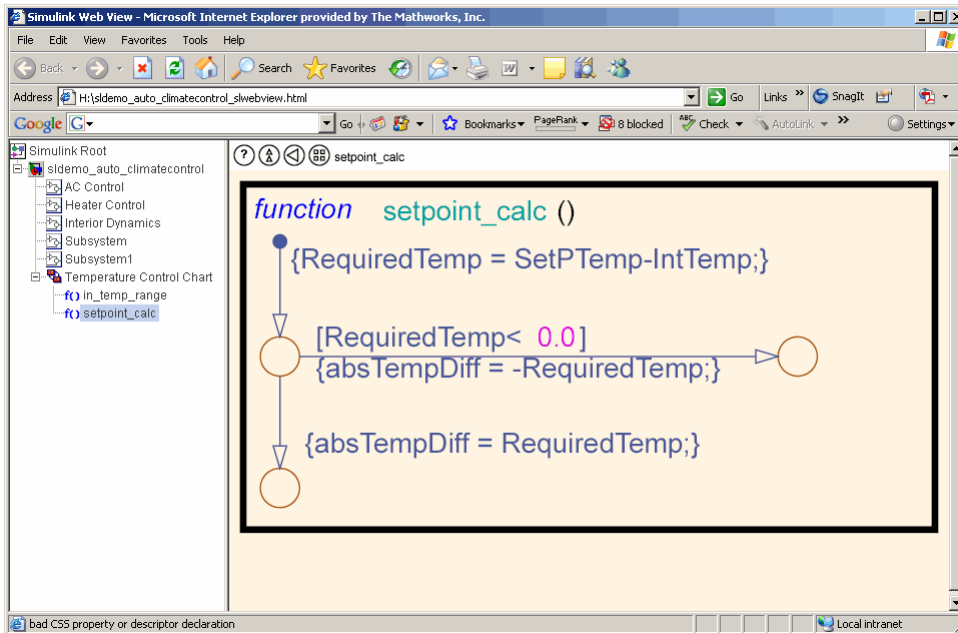 Simulink Web View - Microsoft Internet Explorer provided by The Mathworks, Inc.
File Edit View Favorites Tools Help
Back Search Favorites W
Address H:\sldemo_auto_climatecontrol_slwebview.html Go Links » SnagIt
Google G Go Bookmarks PageRank 8 blocked ABC Check AutoLink » Settings
Simulink Root
sldemo_auto_climatecontrol
AC Control
Heater Control
Interior Dynamics
Subsystem
Subsystem1
Temperature Control Chart
f() in_temp_range
f() setpoint_calc
? setpoint_calc
function setpoint_calc ()
{RequiredTemp = SetPTemp-IntTemp;}
[RequiredTemp< 0.0]
{absTempDiff = -RequiredTemp;}
{absTempDiff = RequiredTemp;}
bad CSS property or descriptor declaration Local intranet